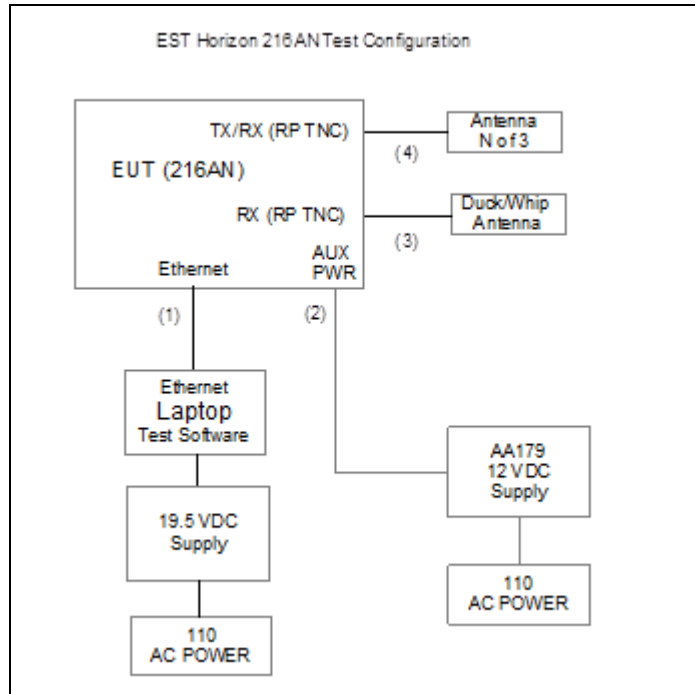 EST Horizon 216AN Test Configuration
TX/RX (RP TNC)
EUT (216AN)
RX (RP TNC)
AUX
PWR
Ethernet
(4)
Antenna
N of 3
(3)
Duck/Whip
Antenna
(1)
(2)
Ethernet
Laptop
Test Software
19.5 VDC
Supply
110
AC POWER
AA179
12 VDC
Supply
110
AC POWER